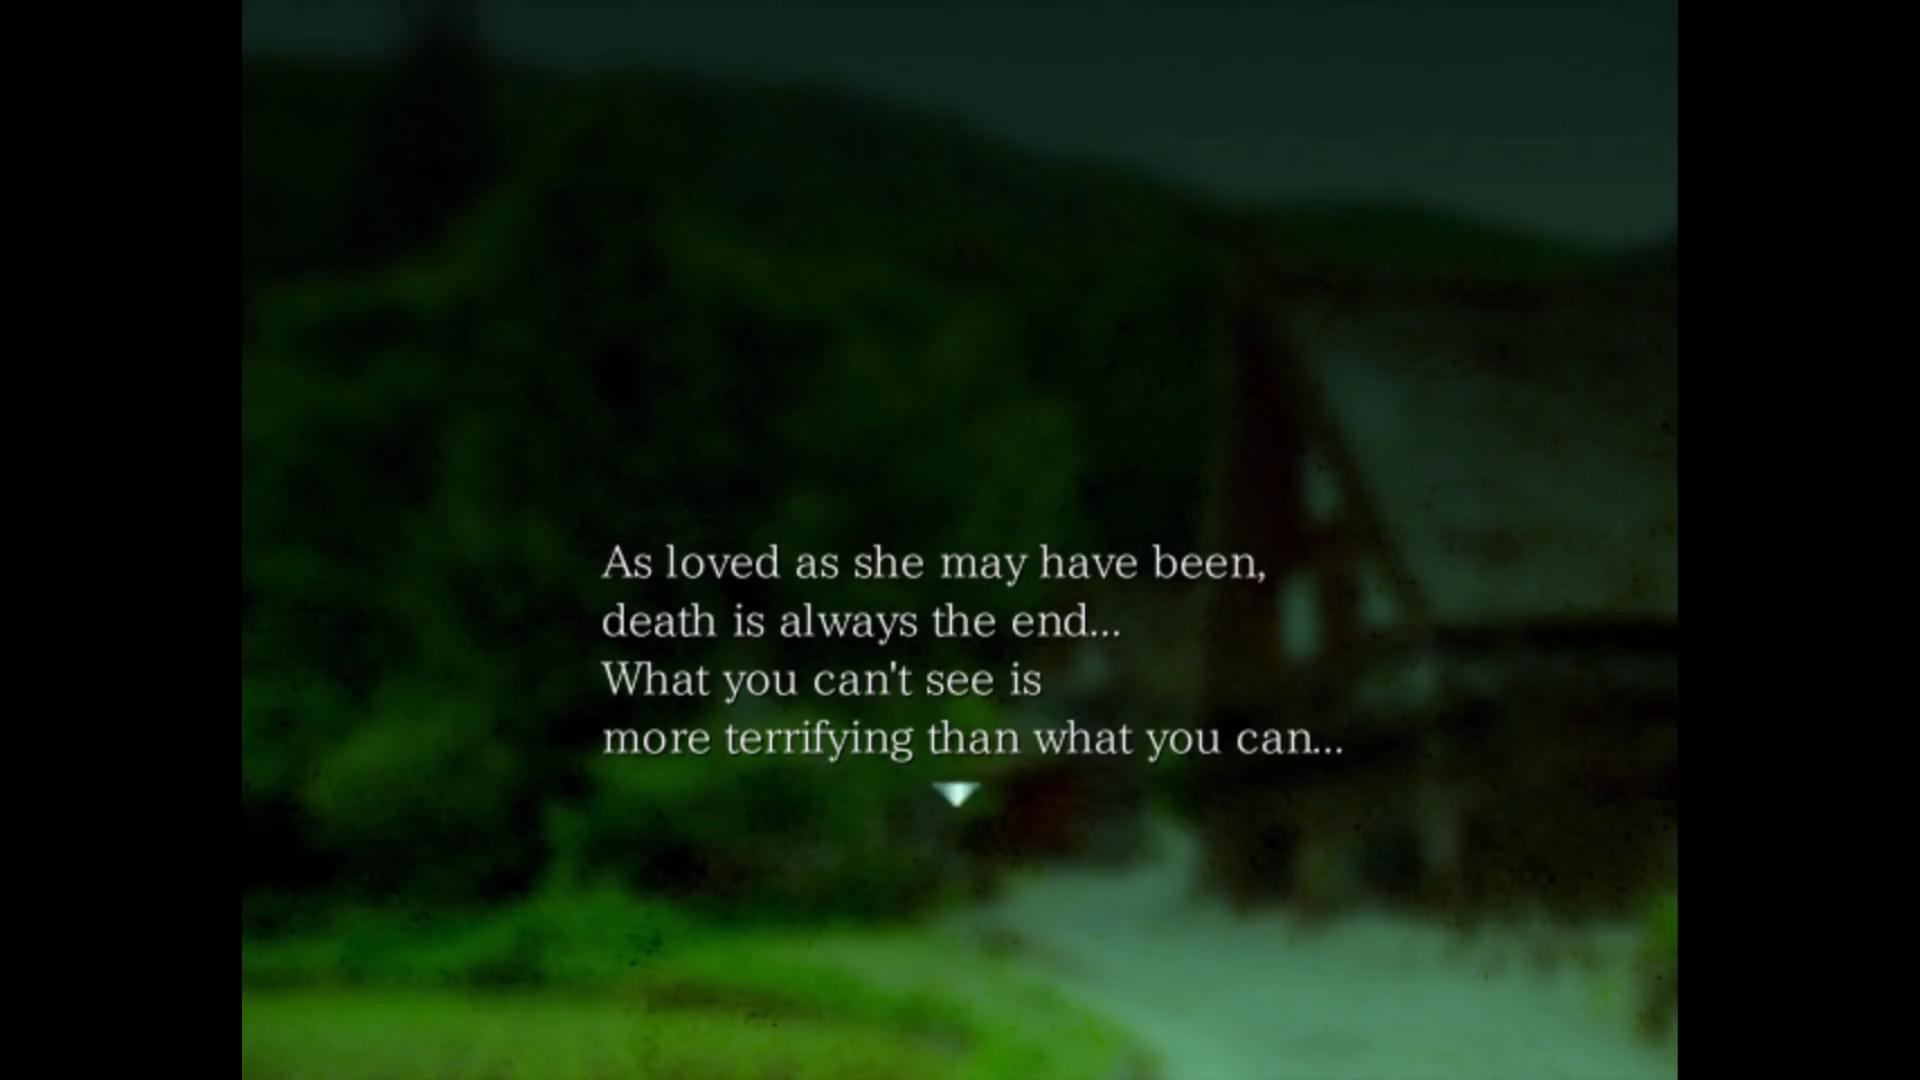 As loved as she may have been,
death is always the end...
What you can't see is
more terrifying than what you can...